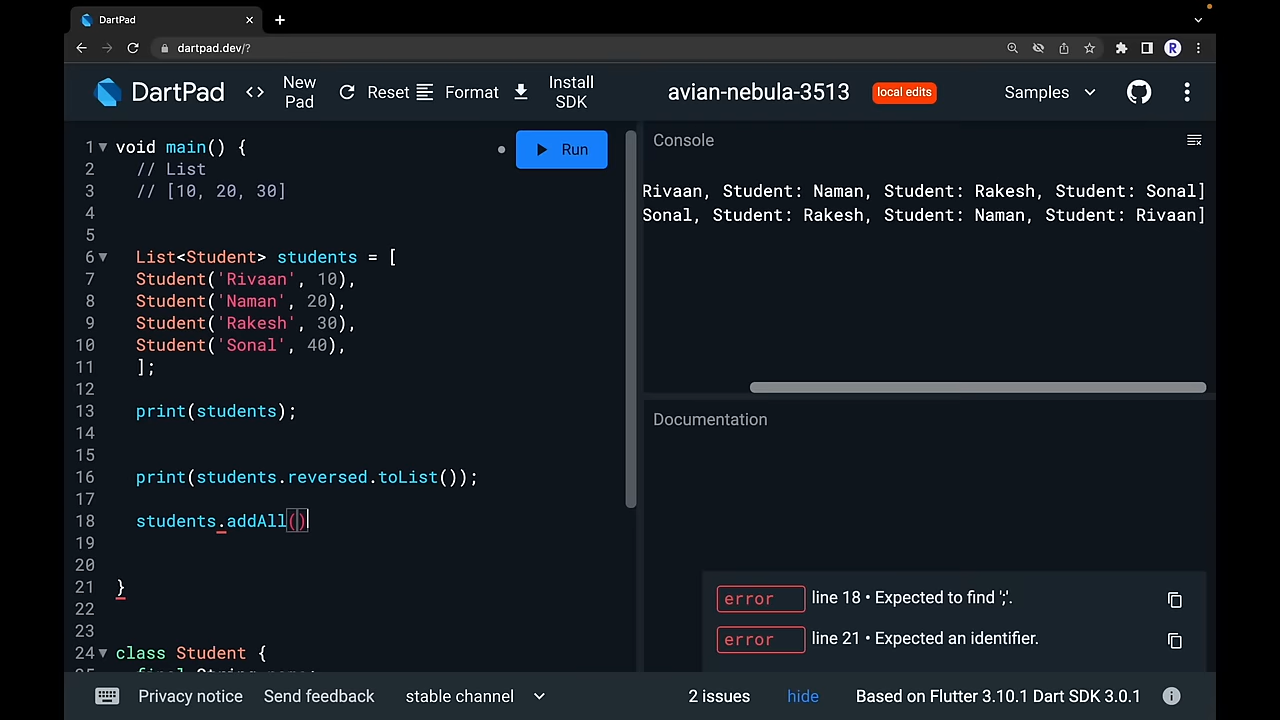 DartPad
dartpad.dev/?
R
DartPad
<>
New Pad
Reset
Format
Install SDK
avian-nebula-3513
local edits
Samples
1 void main() {
Run
2 // List
3 // [10, 20, 30]
4
5
6 List<Student> students = [
7 Student('Rivaan', 10),
8 Student('Naman', 20),
9 Student('Rakesh', 30),
10 Student('Sonal', 40),
11 ];
12
13 print(students);
14
15
16 print(students.reversed.toList());
17
18 students.addAll()
19
20
21 }
22
23
24 class Student {
Console
Rivaan, Student: Naman, Student: Rakesh, Student: Sonal]
Sonal, Student: Rakesh, Student: Naman, Student: Rivaan]
Documentation
error line 18 • Expected to find ';'.
error line 21 • Expected an identifier.
Privacy notice
Send feedback
stable channel
2 issues
hide
Based on Flutter 3.10.1 Dart SDK 3.0.1